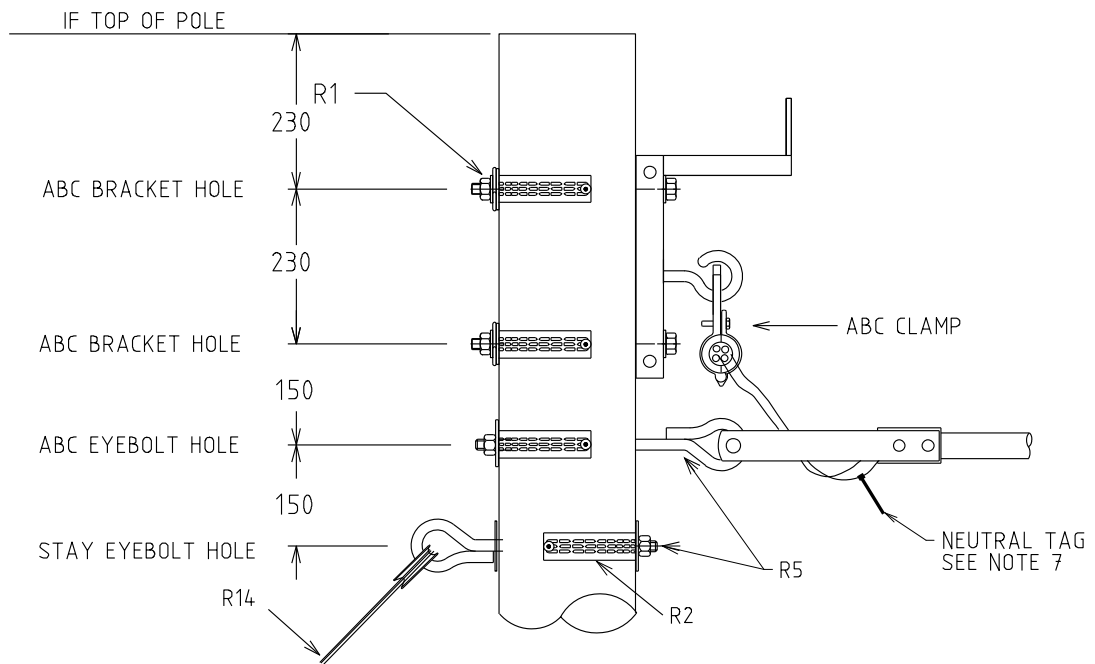 IF TOP OF POLE
R1
230
ABC BRACKET HOLE
230
ABC CLAMP
ABC BRACKET HOLE
150
ABC EYEBOLT HOLE
150
NEUTRAL TAG
SEE NOTE 7
STAY EYEBOLT HOLE
R5
R14
R2